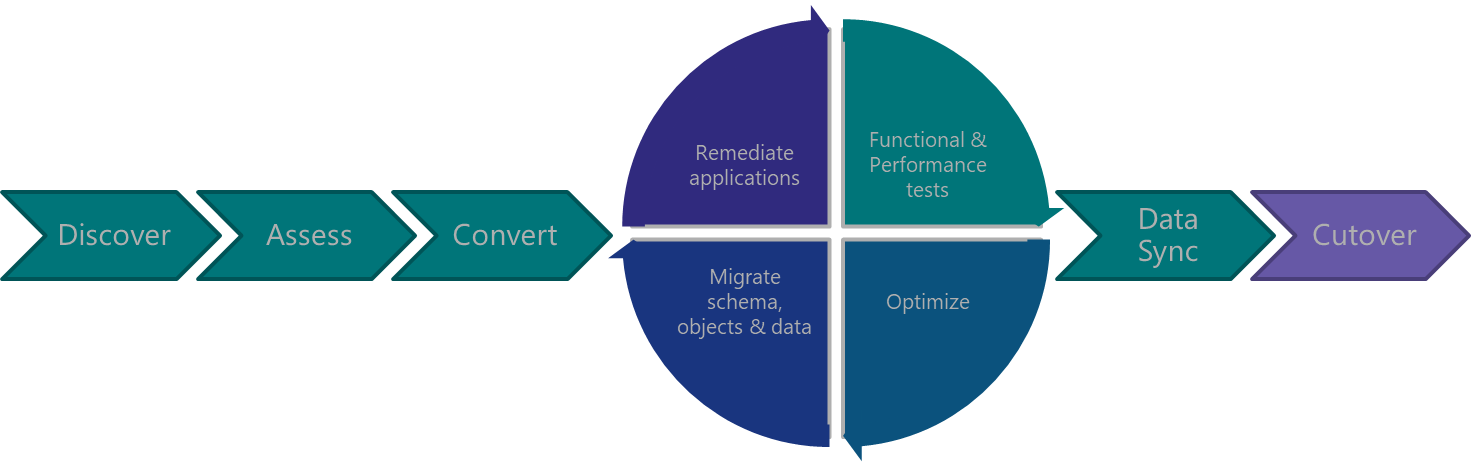 Discover
Assess
Convert
Remediate
applications
Functional &
Performance
tests
Migrate
schema,
objects & data
Optimize
Data
Sync
Cutover